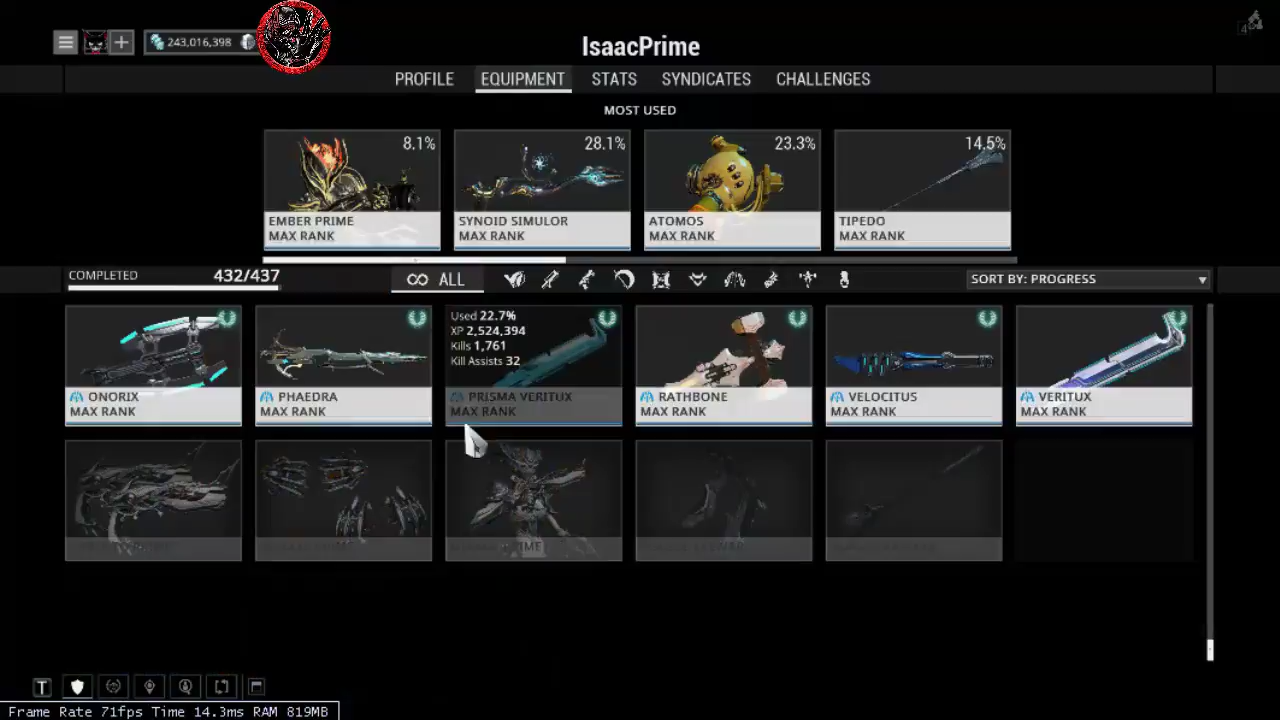 243,016,398
4
IsaacPrime
PROFILE EQUIPMENT STATS SYNDICATES CHALLENGES
MOST USED
8.1% 28.1% 23.3% 14.5%
EMBER PRIME SYNOID SIMULOR ATOMOS TIPEDO
MAX RANK MAX RANK MAX RANK MAX RANK
COMPLETED 432/437 ALL SORT BY: PROGRESS
Used 22.7%
XP 2,524,394
Kills 1,761
Kill Assists 32
ONORIX PHAEDRA PRISMA VERITUX RATHBONE VELOCITUS VERITUX
MAX RANK MAX RANK MAX RANK MAX RANK MAX RANK MAX RANK
PRIME
T
Frame Rate 71fps Time 14.3ms RAM 819MB